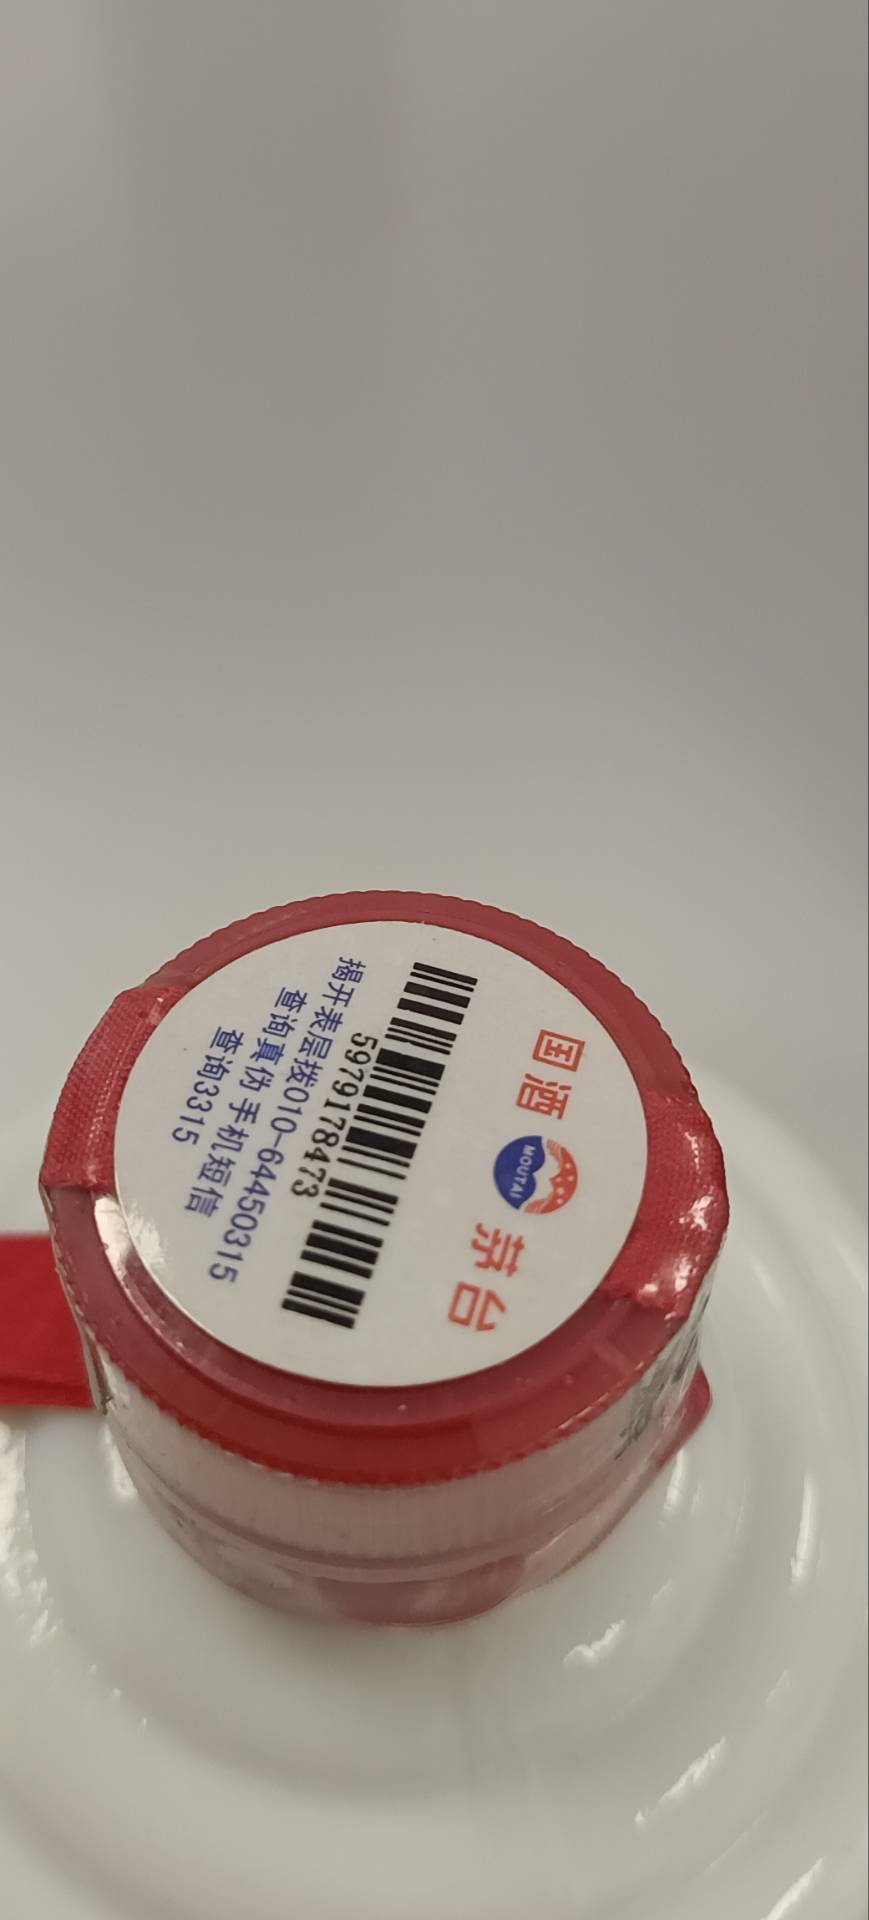 国酒 MOUTAI 茅台
5979178473
揭开表层拨010-64450315
查询真伪 手机短信
查询3315